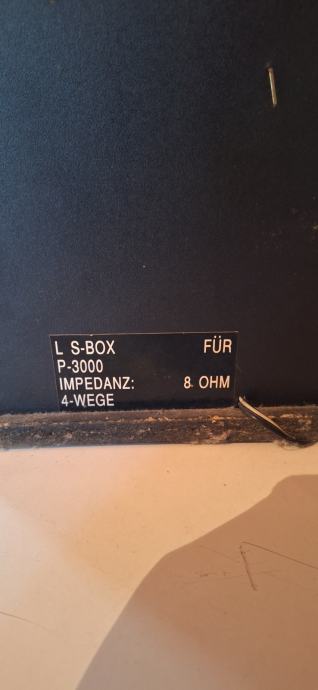 L S-BOX FÜR
P-3000
IMPEDANZ: 8 OHM
4-WEGE